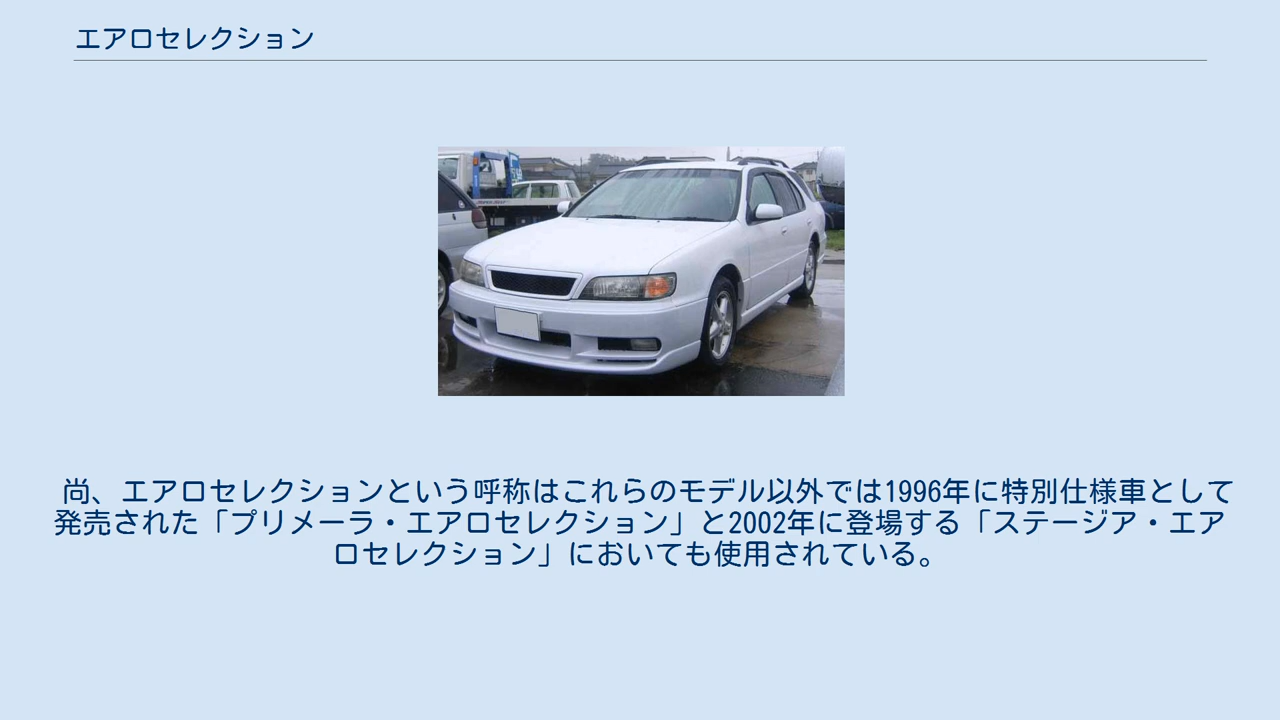 エアロセレクション
尚、エアロセレクションという呼称はこれらのモデル以外では1996年に特別仕様車として
発売された「プリメーラ・エアロセレクション」と2002年に登場する「ステージア・エア
ロセレクション」においても使用されている。